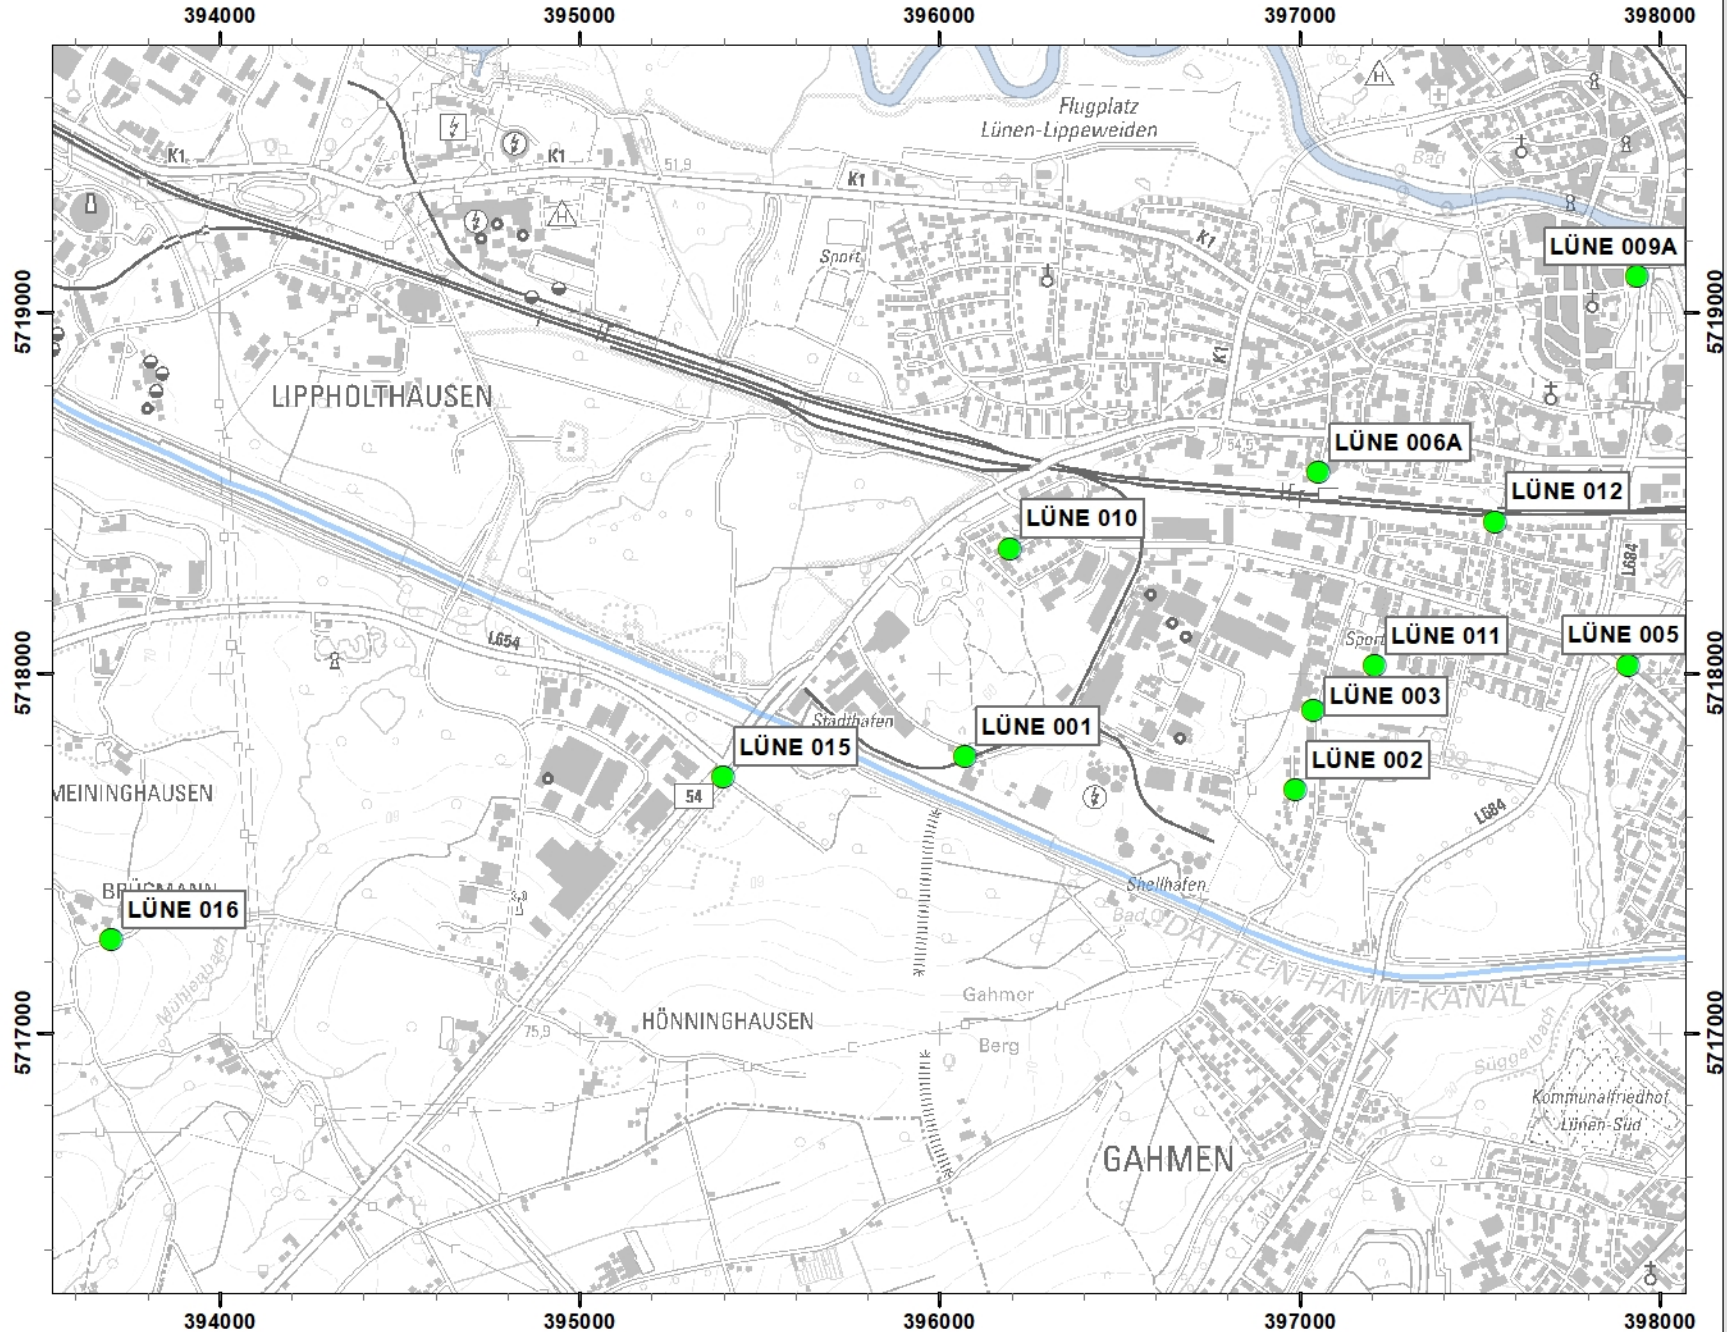 394000 395000 396000 397000 398000
Flugplatz
Lünen-Lippeweiden
Bad
K1
K1
51,9
K1
K1
Sport
LÜNE 009A
5719000
5719000
K1
LIPPHOLTHAUSEN
54,5
LÜNE 006A
LÜNE 012
LÜNE 010
L684
L654
Sport
LÜNE 011
LÜNE 005
5718000
5718000
LÜNE 003
Stadthafen
LÜNE 001
LÜNE 015
LÜNE 002
54
MEININGHAUSEN
L684
Shellhafen
BRÜGMANN
LÜNE 016
Bad
DATTELN-HAMM-KANAL
Mühlenbach
Gahmer
Berg
HÖNNINGHAUSEN
75,9
5717000
5717000
Süggelbach
Kommunalfriedhof
Lünen-Süd
GAHMEN
394000 395000 396000 397000 398000